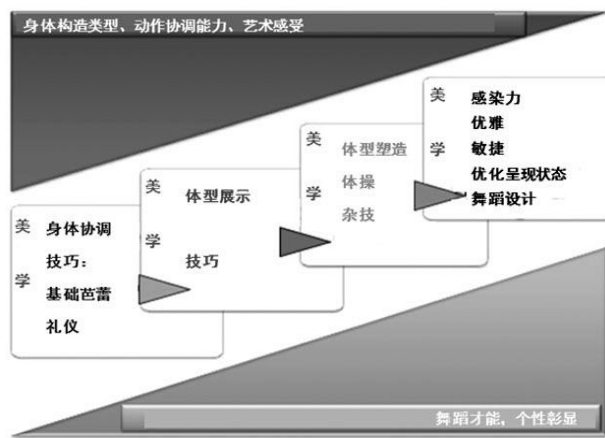 身体构造类型、动作协调能力、艺术感受
美
学
身体协调
技巧：
基础芭蕾
礼仪
美
学
体型展示
技巧
美
学
体型塑造
体操
杂技
美
学
感染力
优雅
敏捷
优化呈现状态
舞蹈设计
舞蹈才能，个性彰显